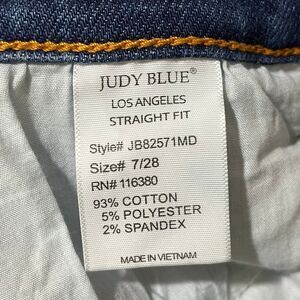 JUDY BLUE®
LOS ANGELES
STRAIGHT FIT
Style# JB82571MD
Size# 7/28
RN# 116380
93% COTTON
5% POLYESTER
2% SPANDEX
MADE IN VIETNAM